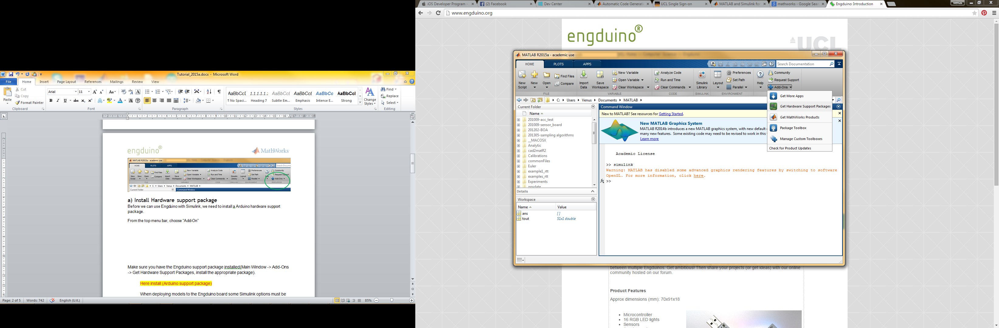 Tutorial_2015a.docx - Microsoft Word
File Home Insert Page Layout References Mailings Review View
Paste
Cut
Copy
Format Painter
Clipboard
Arial 11
Font
Paragraph
AaBbCcI 1.1.1.1.1.1 AaBbCcL AaBbCcL AaBbCc AaBbCcl
¶ No Spaci... Heading 7 Subtle Em... Emphasis Intense E... Strong
Styles
Change
Styles
Find
Replace
Select
Editing
engduino®
MathWorks
MATLAB R2015a - academic use
HOME PLOTS APPS
a) Install Hardware support package
Before we can use Engduino with Simulink, we need to install a Arduino hardware support
package.
From the top menu bar, choose “Add-On”
Make sure you have the Engduino support package installed(Main Window -> Add-Ons
-> Get Hardware Support Packages, install the appropriate package).
Here install (Arduino support package)
When deploying models to the Engduino board some Simulink options must be
Page: 2 of 5 Words: 742 English (U.K.) 85%
iOS Developer Program - (2) Facebook Dev Center Automatic Code Generati UCL Single Sign-on MATLAB and Simulink for mathworks - Google Sear Engduino: Introduction Venus
www.engduino.org
engduino®
UCL
MATLAB R2015a - academic use
HOME PLOTS APPS Search Documentation
New
Script
New
Open
Find Files
Compare
FILE
Import
Data
Save
Workspace
New Variable
Open Variable
Clear Workspace
VARIABLE
Analyze Code
Run and Time
Clear Commands
CODE
Simulink
Library
SIMULINK
Layout
Preferences
Set Path
Parallel
ENVIRONMENT
Help
Community
Request Support
Add-Ons
Get More Apps
Get Hardware Support Packages
Get MathWorks Products
Package Toolbox
Manage Custom Toolboxes
Check for Product Updates
C: Users Venus Documents MATLAB
Current Folder
Name
201009-acc_test
201009-sensor_board
201202-BOA
201305-sampling algorithms
__MACOSX
Analytic
cad2matR2
Calibrations
commonFiles
Euler
example1_rtt
examples_rtt
Experiments
gpsdate
Details
Workspace
Name Value
ans []
tout 51x1 double
Command Window
New to MATLAB? See resources for Getting Started.
New MATLAB Graphics System
MATLAB R2014b introduces a new MATLAB graphics system, with new default
many new features. Some existing code may need to be revised to work in this
Learn more
Academic License
>> simulink
Warning: MATLAB has disabled some advanced graphics rendering features by switching to software
OpenGL. For more information, click here.
fx >>
between multiple Engduinos. Get ambitious! Then share your projects (or get ideas) with our online
community hosted on our forum.
Product Features
Approx dimensions (mm): 70x91x18
Microcontroller
16 RGB LED lights
Sensors